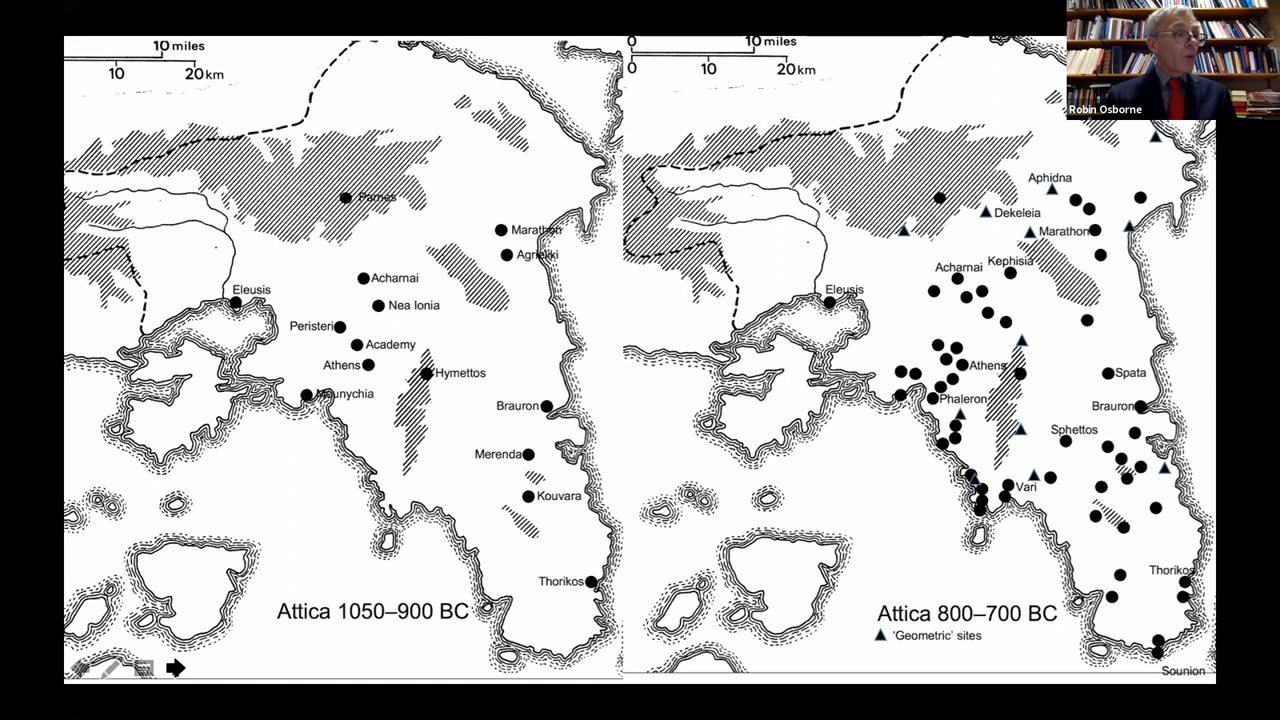 10 miles
10 20 km
Parnes
Marathon
Agrieliki
Acharnai
Nea Ionia
Eleusis
Peristeri
Academy
Athens
Hymettos
Mounychia
Brauron
Merenda
Kouvara
Thorikos
Attica 1050–900 BC
0 10 miles
0 10 20 km
Aphidna
Dekeleia
Marathon
Kephisia
Acharnai
Eleusis
Athens
Spata
Phaleron
Brauron
Sphettos
Vari
Thorikos
Attica 800–700 BC
'Geometric' sites
Sounion
Robin Osborne